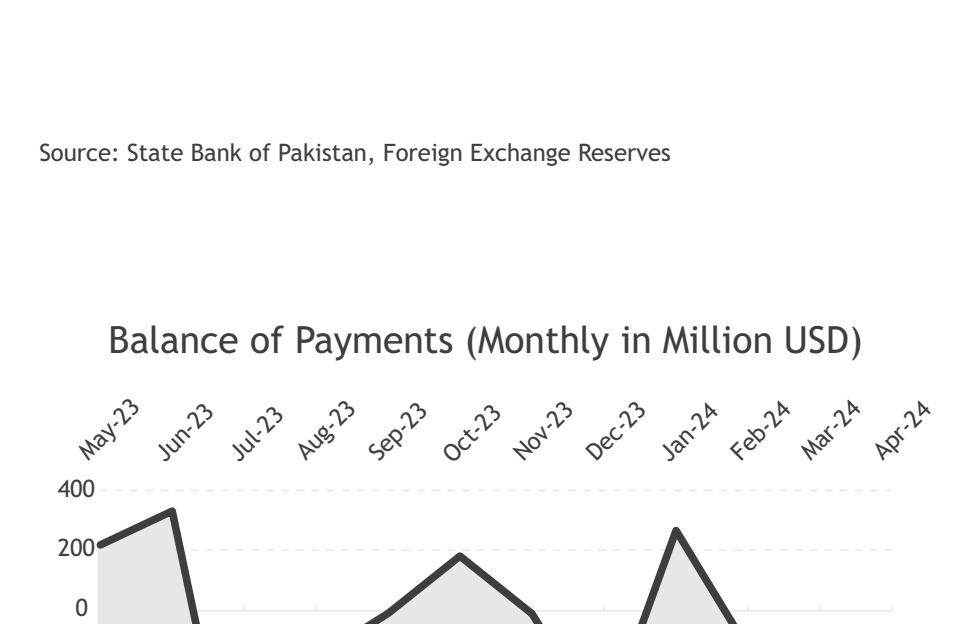 Source: State Bank of Pakistan, Foreign Exchange Reserves
Balance of Payments (Monthly in Million USD)
May-23 Jun-23 Jul-23 Aug-23 Sep-23 Oct-23 Nov-23 Dec-23 Jan-24 Feb-24 Mar-24 Apr-24
400
200
0